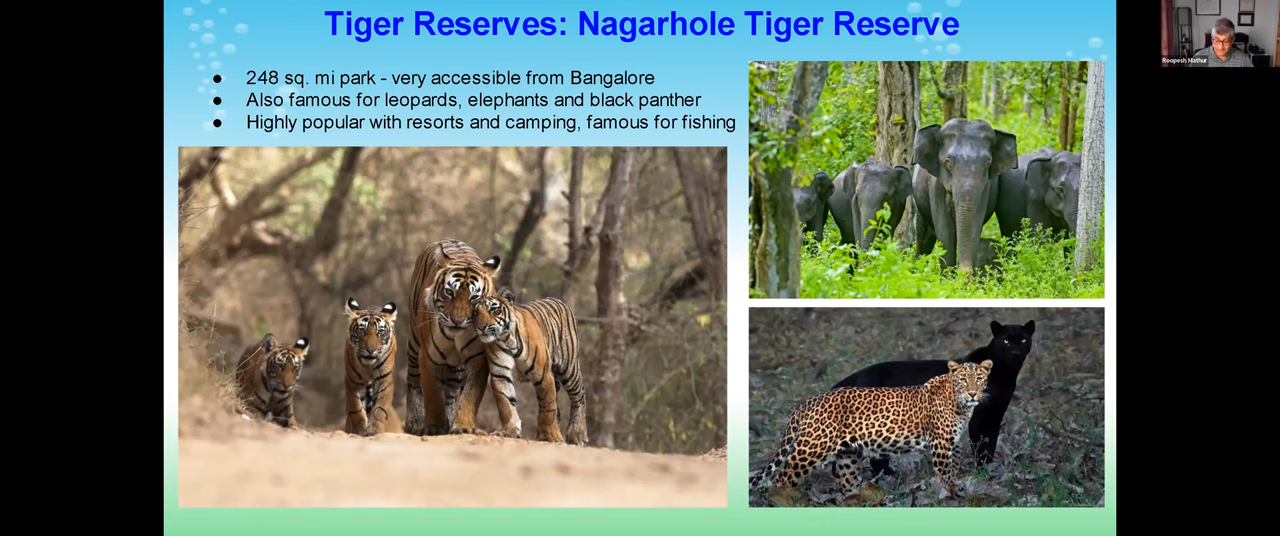 Tiger Reserves: Nagarhole Tiger Reserve
● 248 sq. mi park - very accessible from Bangalore
● Also famous for leopards, elephants and black panther
● Highly popular with resorts and camping, famous for fishing
Roopesh Mathur